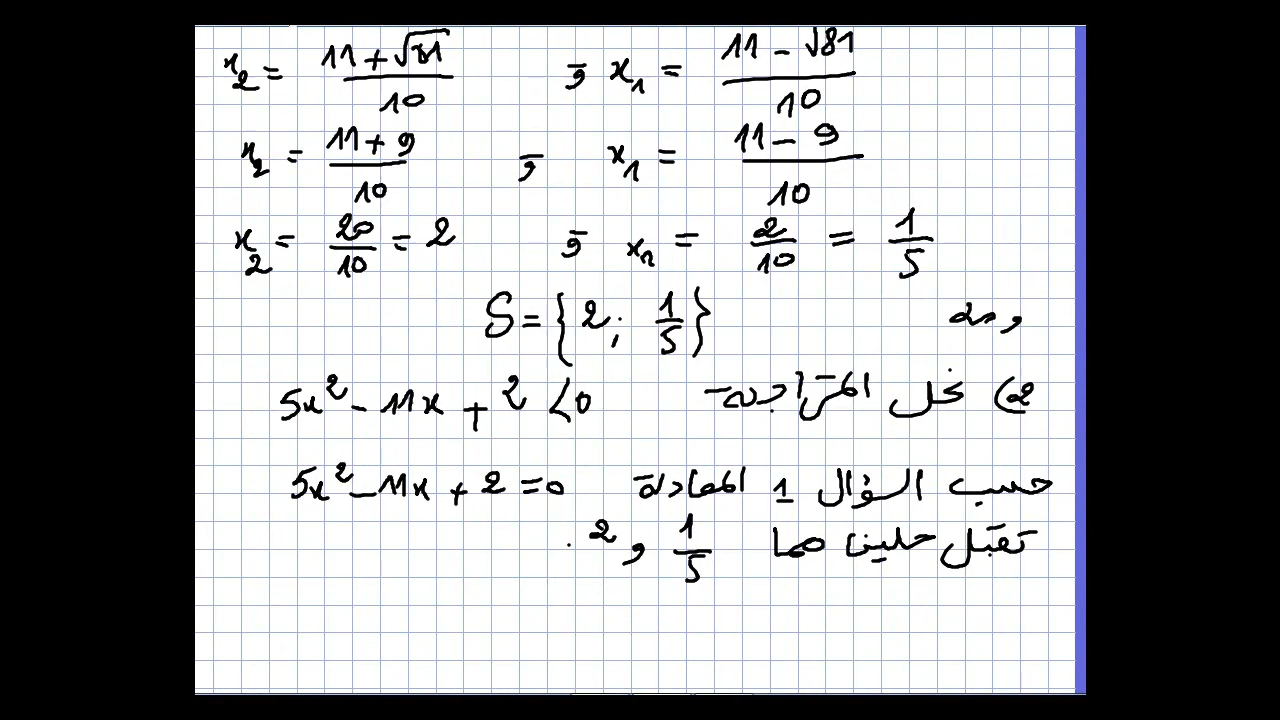 x₂ = (11 + √81)/10 و x₁ = (11 - √81)/10
x₂ = (11 + 9)/10 و x₁ = (11 - 9)/10
x₂ = 20/10 = 2 و x₁ = 2/10 = 1/5
ومنه S = {2; 1/5}
2) نحل المتراجحة 5x² - 11x + 2 < 0
حسب السؤال 1 المعادلة 5x² - 11x + 2 = 0
تقبل حلين هما 1/5 و 2.